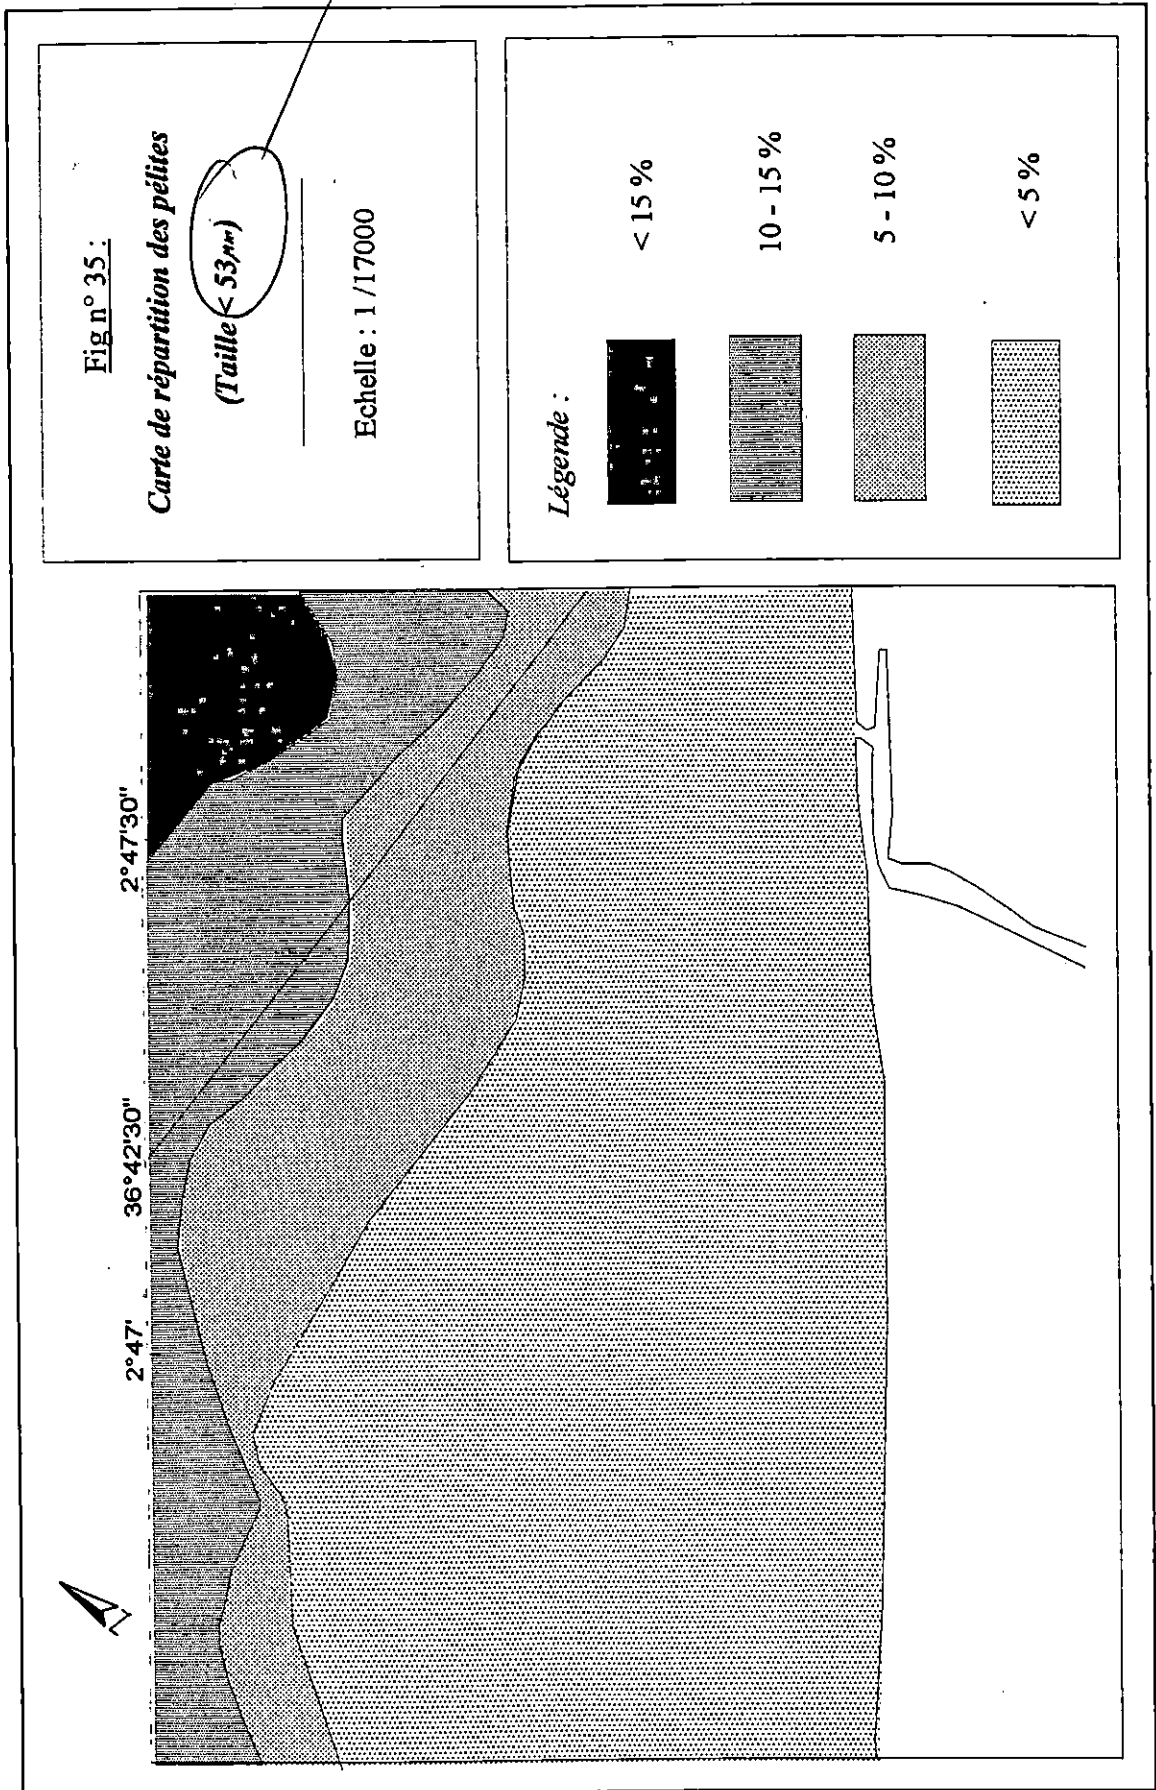 Fig n° 35 :
Carte de répartition des pélites
(Taille < 53µm)
Echelle : 1 /17000
Légende :
< 15 %
10 - 15 %
5 - 10 %
< 5 %
2°47'
36°42'30"
2°47'30"